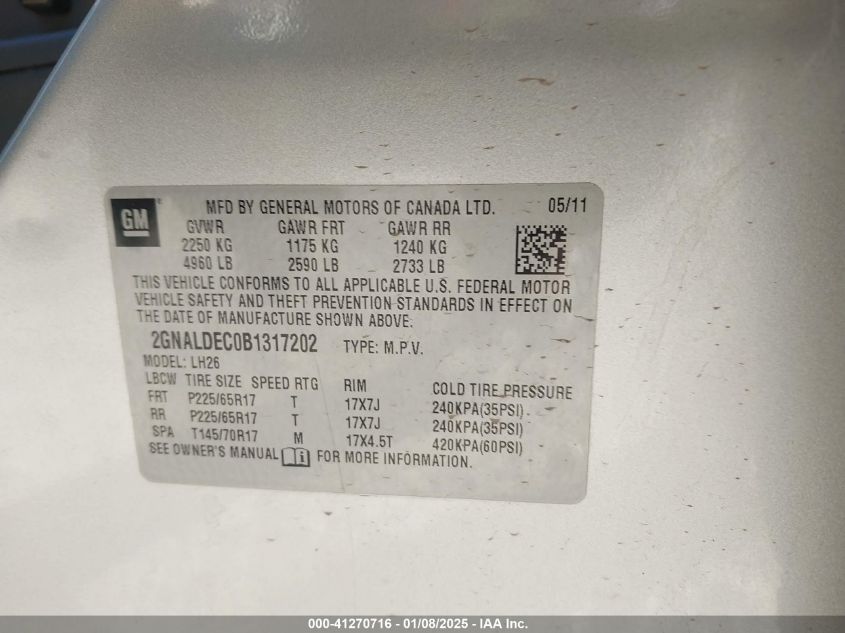 GM MFD BY GENERAL MOTORS OF CANADA LTD. 05/11
GVWR GAWR FRT GAWR RR
2250 KG 1175 KG 1240 KG
4960 LB 2590 LB 2733 LB
THIS VEHICLE CONFORMS TO ALL APPLICABLE U.S. FEDERAL MOTOR
VEHICLE SAFETY AND THEFT PREVENTION STANDARDS IN EFFECT ON
THE DATE OF MANUFACTURE SHOWN ABOVE.
2GNALDEC0B1317202 TYPE: M.P.V.
MODEL: LH26
LBCW TIRE SIZE SPEED RTG RIM COLD TIRE PRESSURE
FRT P225/65R17 T 17X7J 240KPA(35PSI)
RR P225/65R17 T 17X7J 240KPA(35PSI)
SPA T145/70R17 M 17X4.5T 420KPA(60PSI)
SEE OWNER'S MANUAL FOR MORE INFORMATION.
000-41270716 - 01/08/2025 - IAA Inc.